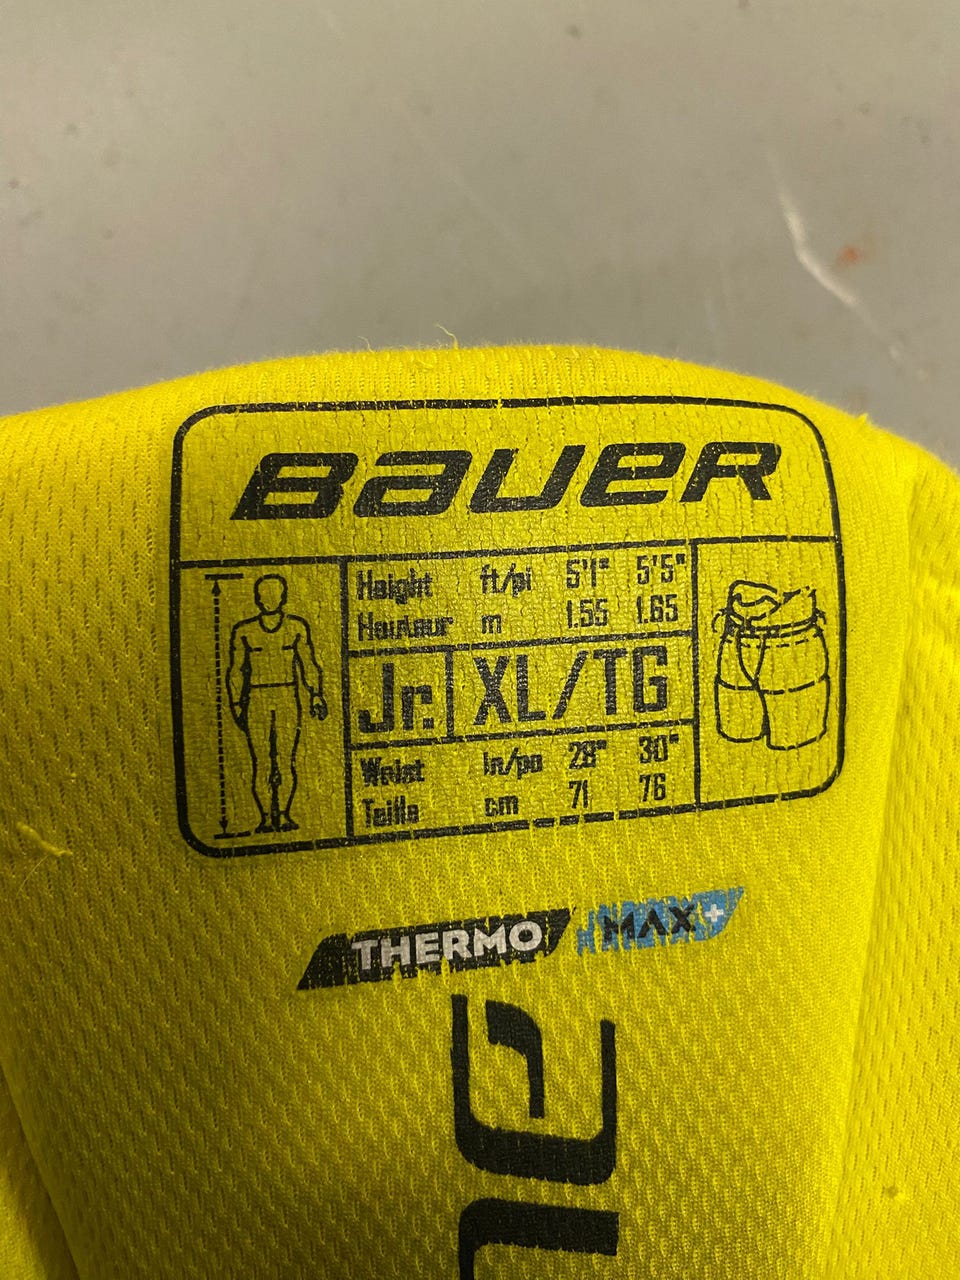 BAUER
Height ft/pi 5'1" 5'5"
Hauteur m 1.55 1.65
Jr. XL/TG
Waist in/po 28" 30"
Taille cm 71 76
THERMO MAX+